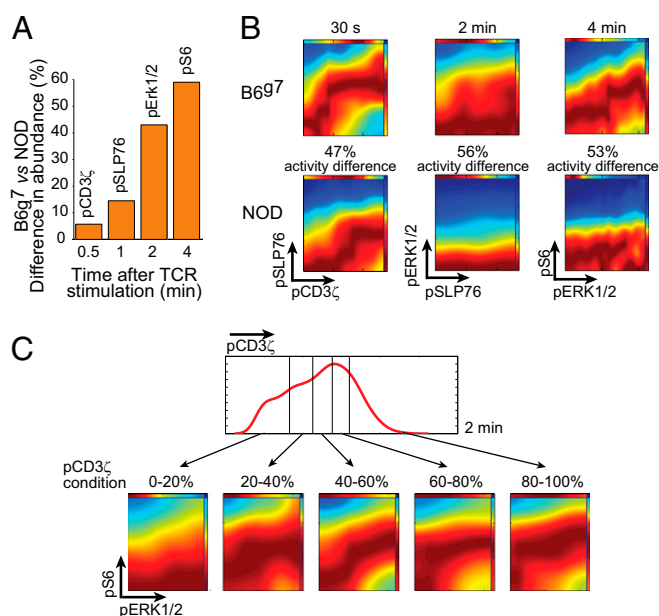 A
B6g7 vs NOD
Difference in abundance (%)
60
50
40
30
20
10
0
pCD3ζ
pSLP76
pErk1/2
pS6
0.5 1 2 4
Time after TCR
stimulation (min)
B
30 s 2 min 4 min
B6g7
47%
activity difference
56%
activity difference
53%
activity difference
NOD
pSLP76
pCD3ζ
pERK1/2
pSLP76
pS6
pERK1/2
C
pCD3ζ
2 min
pCD3ζ
condition
0-20% 20-40% 40-60% 60-80% 80-100%
pS6
pERK1/2